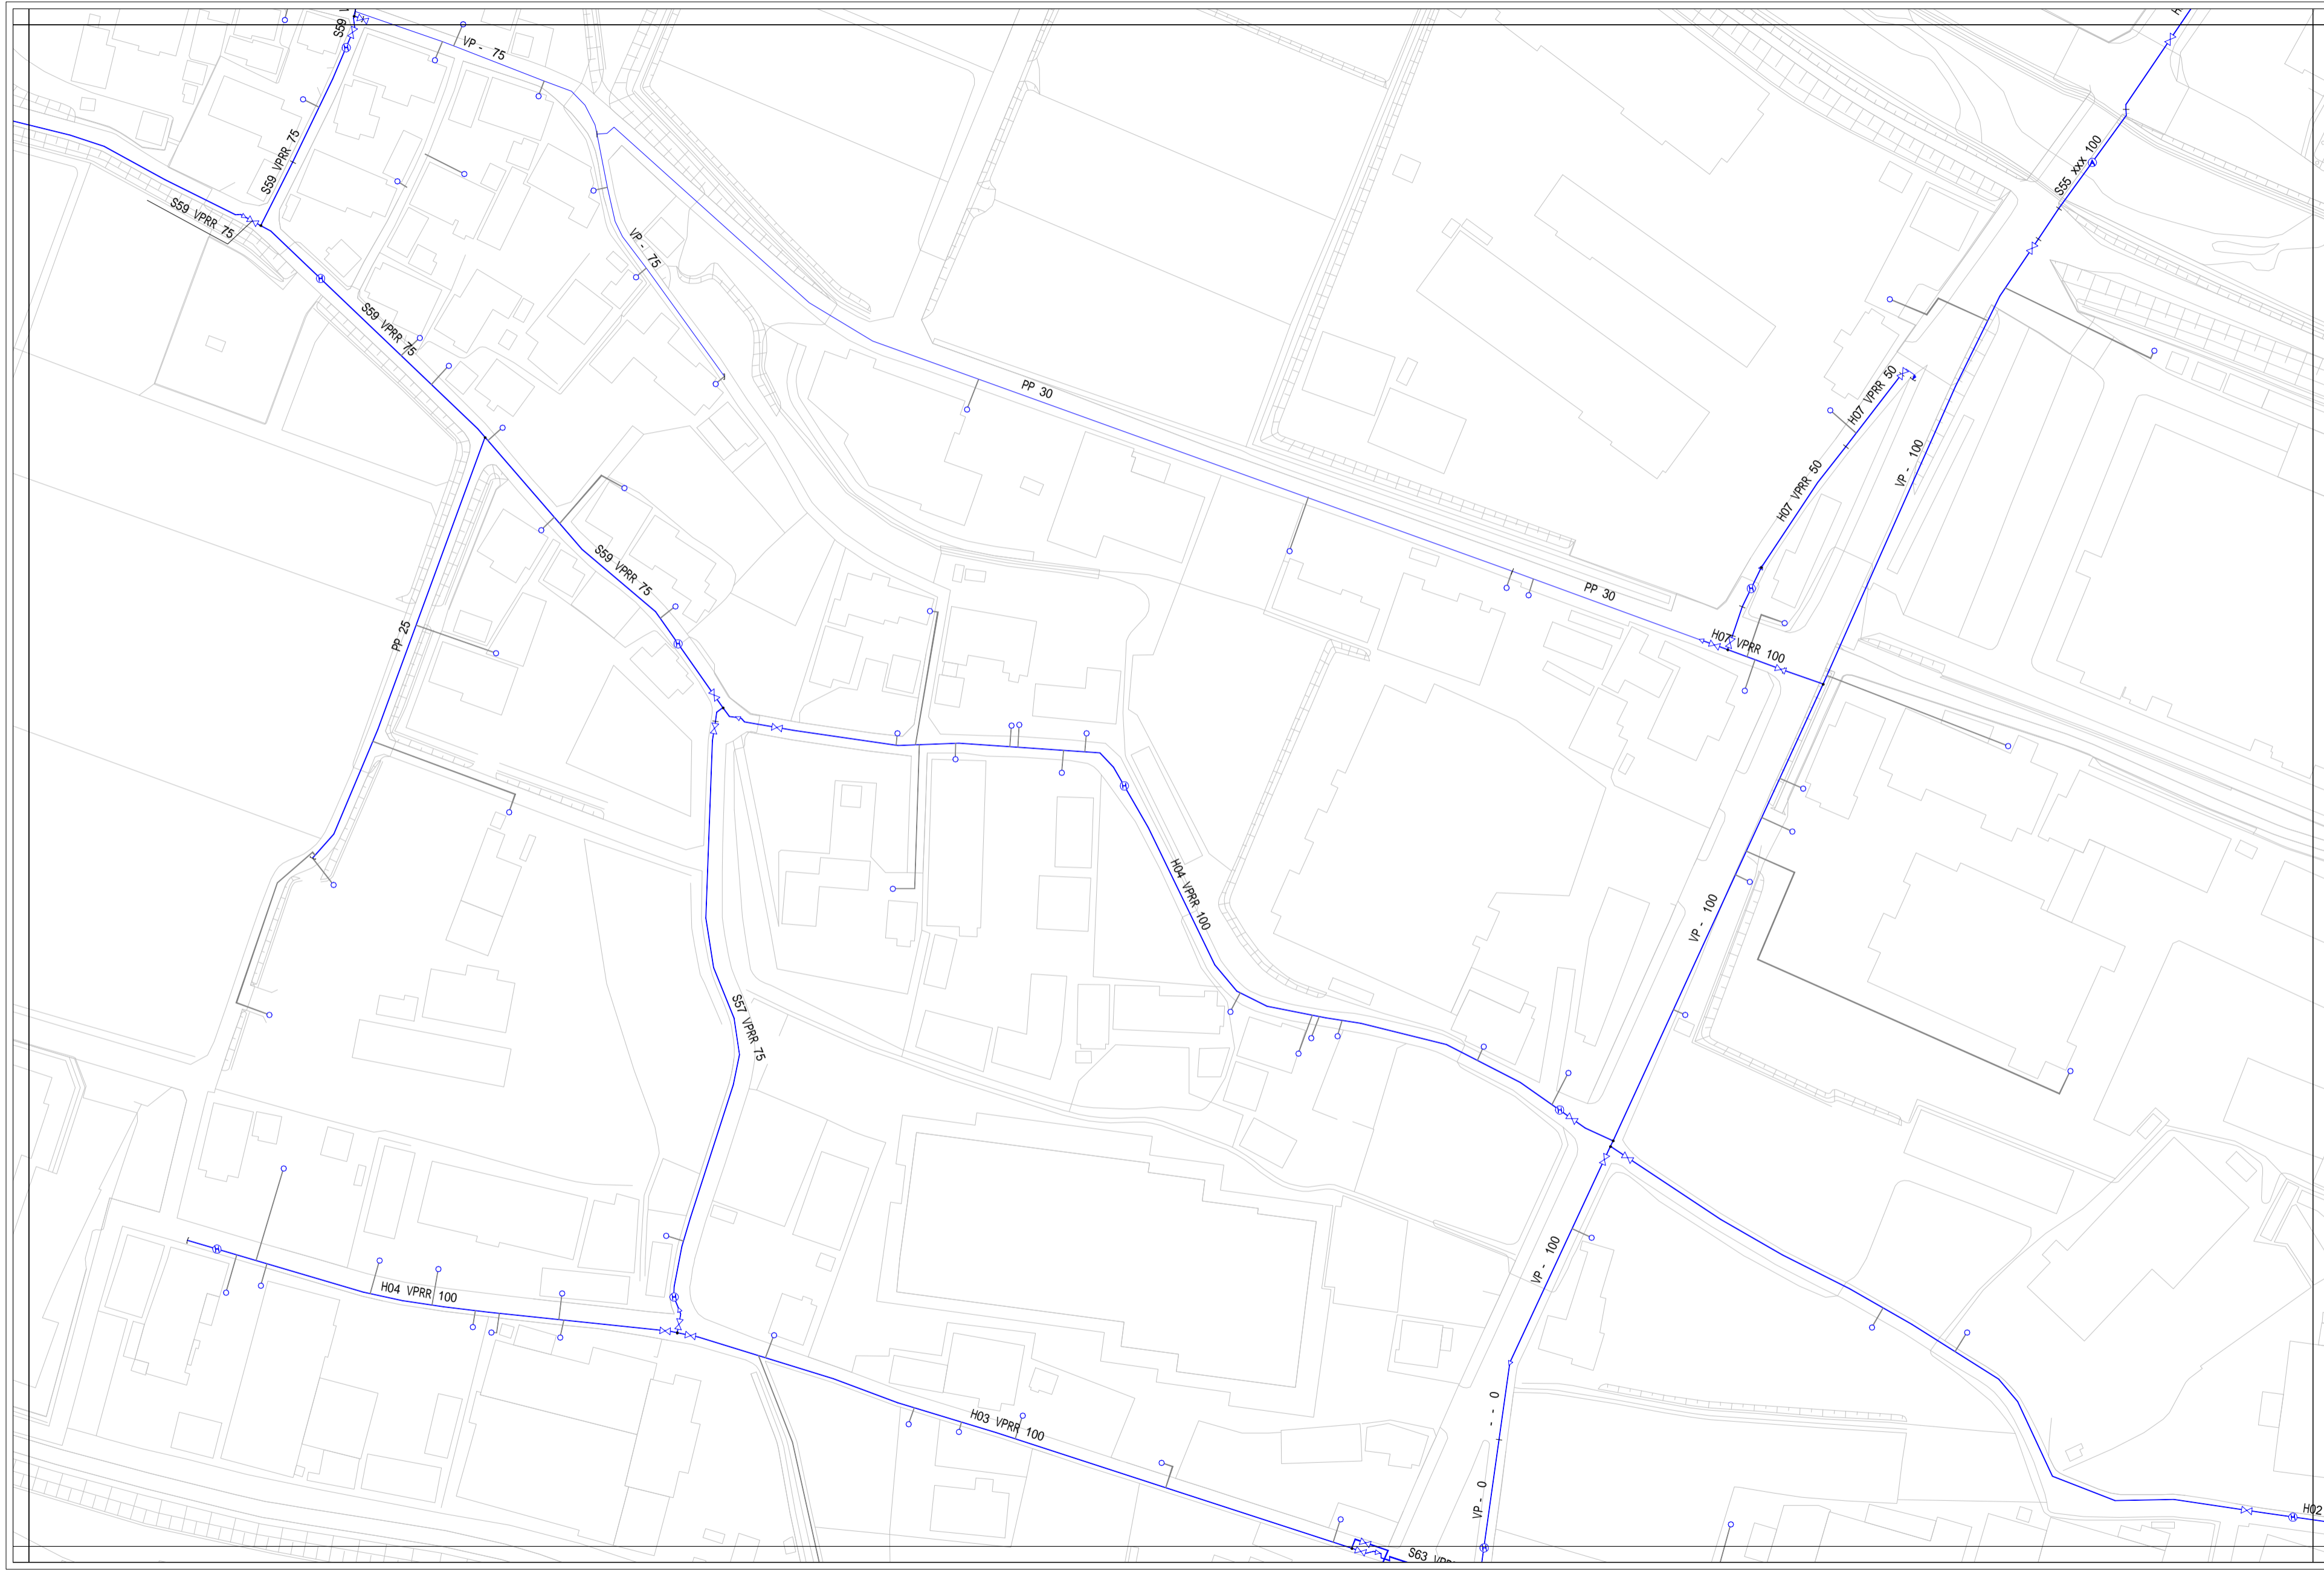 S59
VP - 75
S59 VPRR 75
S59 VPRR 75
S55 xxx 100
A
VP - 75
H
H
S59 VPRR 75
PP 30
H07 VPRR 50
VP - 100
H07 VPRR 50
S59 VPRR 75
PP 30
H
PP 25
H07 VPRR 100
H
H
H04 VPRR 100
VP - 100
S57 VPRR 75
H
VP - 100
H
H04 VPRR 100
H
H03 VPRR 100
- - 0
VP - 0
H02
H
H
S63